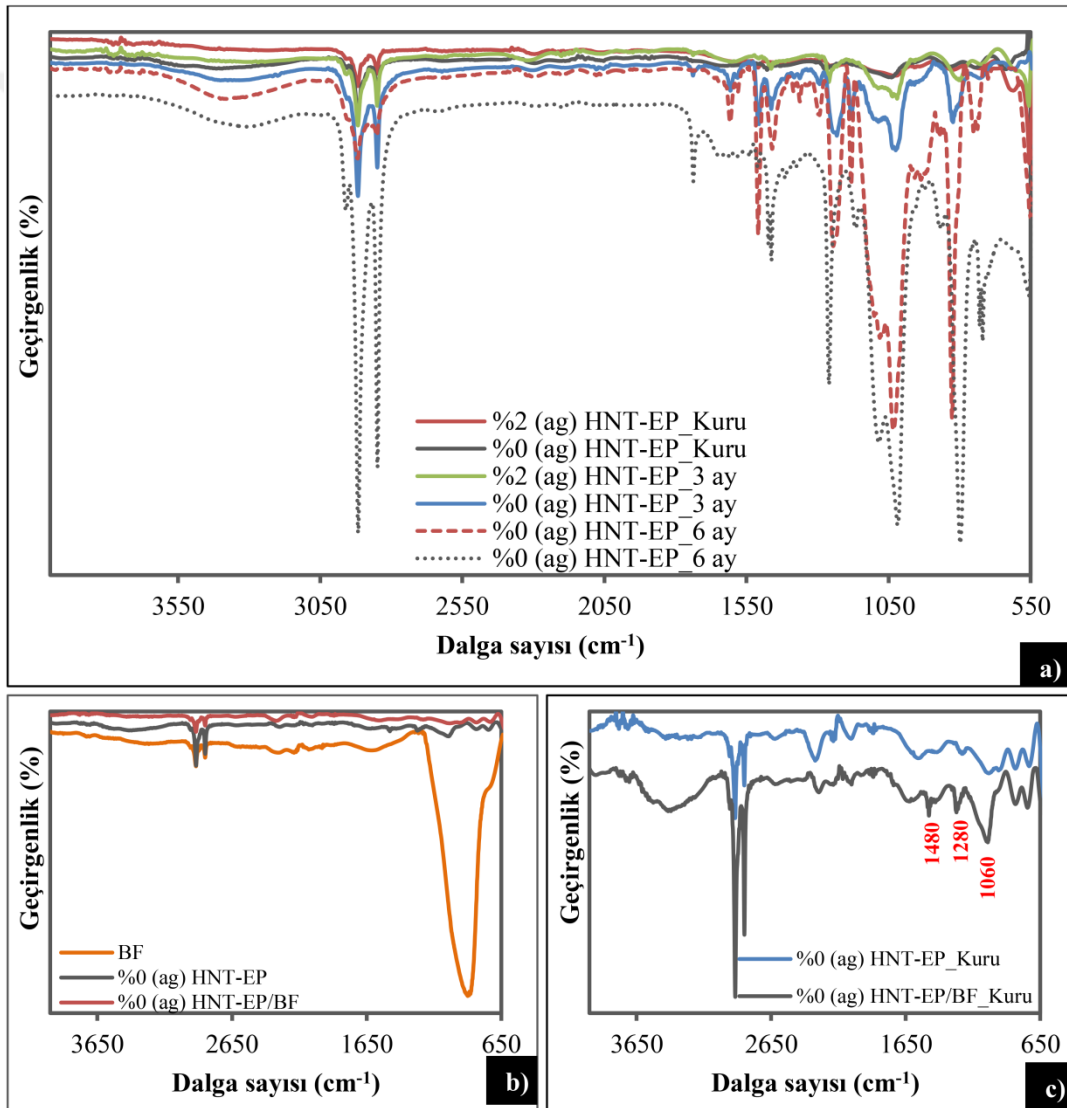 Geçirgenlik (%)
%2 (ag) HNT-EP_Kuru
%0 (ag) HNT-EP_Kuru
%2 (ag) HNT-EP_3 ay
%0 (ag) HNT-EP_3 ay
%0 (ag) HNT-EP_6 ay
%0 (ag) HNT-EP_6 ay
3550 3050 2550 2050 1550 1050 550
Dalga sayısı (cm⁻¹)
a)
Geçirgenlik (%)
BF
%0 (ag) HNT-EP
%0 (ag) HNT-EP/BF
3650 2650 1650 650
Dalga sayısı (cm⁻¹)
b)
Geçirgenlik (%)
1480
1280
1060
%0 (ag) HNT-EP_Kuru
%0 (ag) HNT-EP/BF_Kuru
3650 2650 1650 650
Dalga sayısı (cm⁻¹)
c)